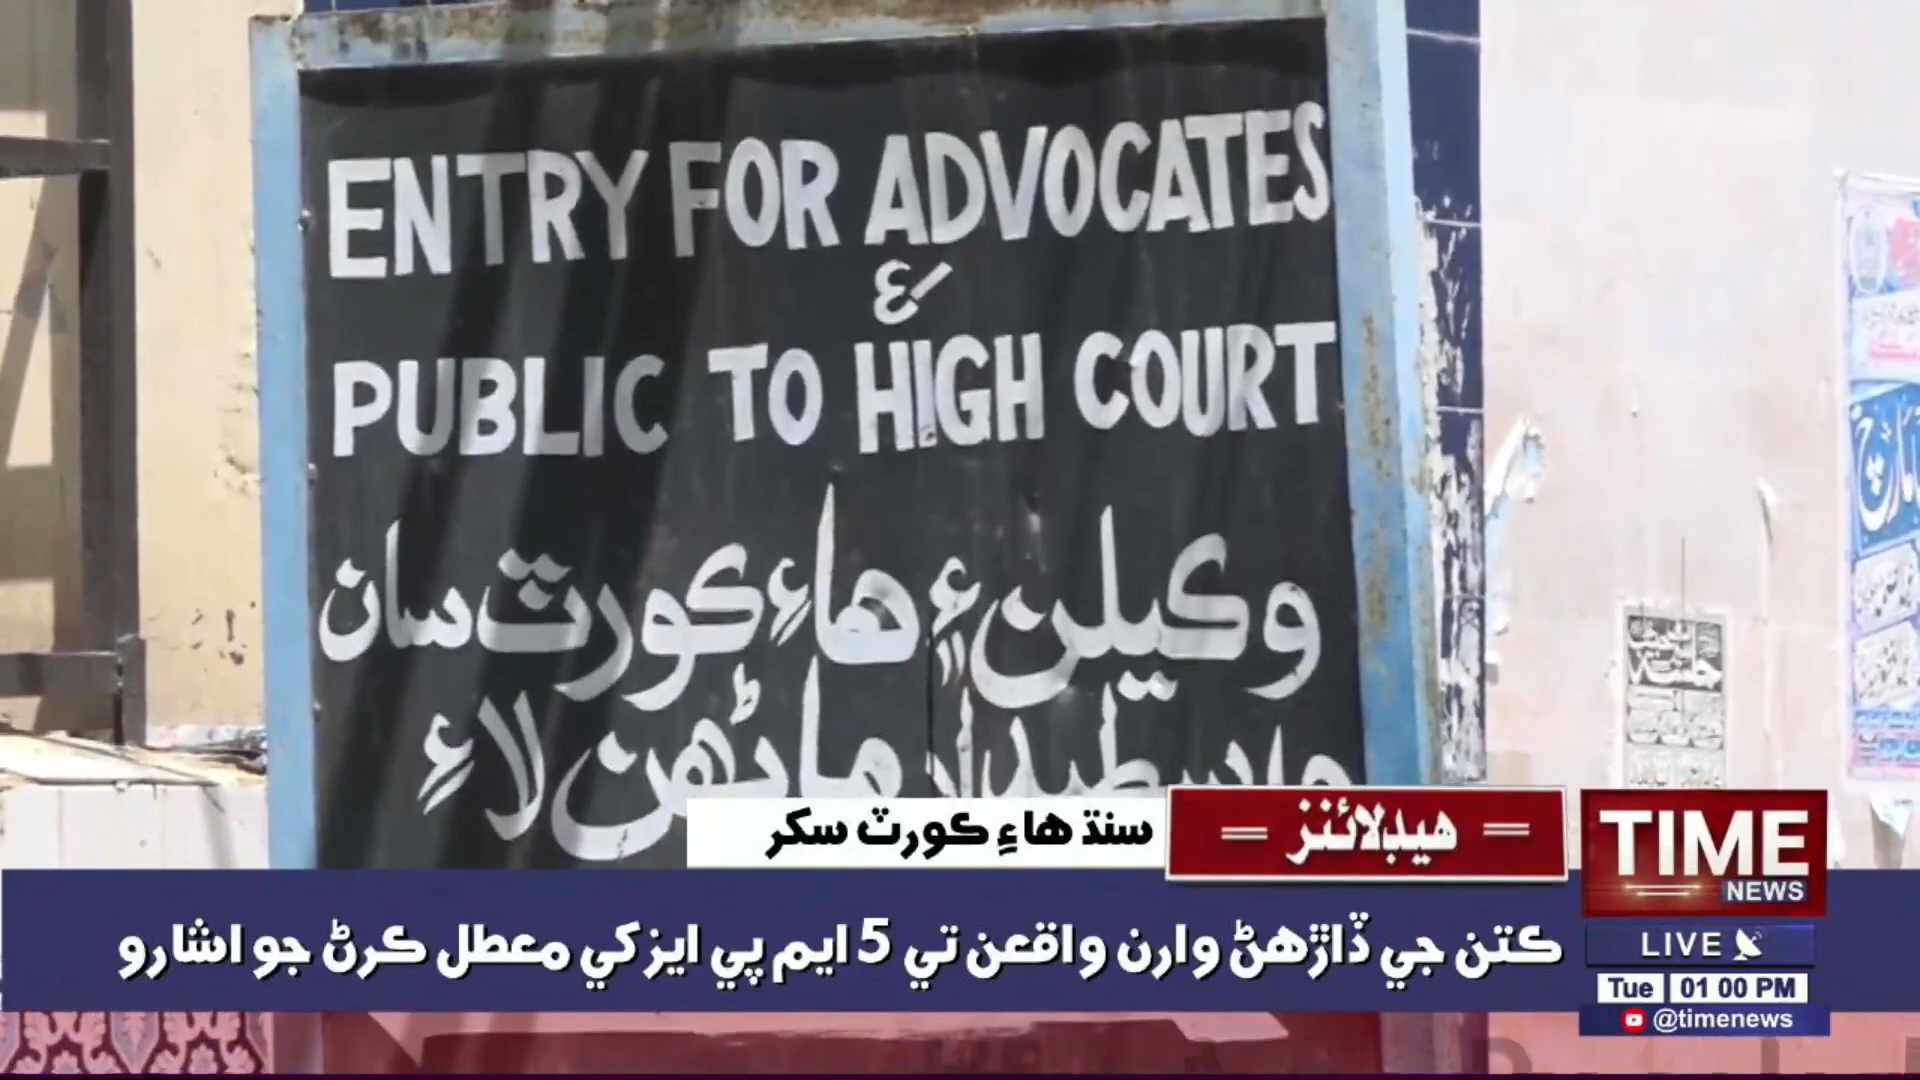 ENTRY FOR ADVOCATES
&
PUBLIC TO HIGH COURT
وڪيلن ۽ هاءِ ڪورٽ سان
ماڻهن لاءِ
سنڌ هاءِ ڪورٽ سکر
هيڊلائنز
ڪتن جي ڏاڙهڻ وارن واقعن تي 5 ايم پي ايز کي معطل ڪرڻ جو اشارو
TIME
NEWS
LIVE
Tue 01 00 PM
@timenews